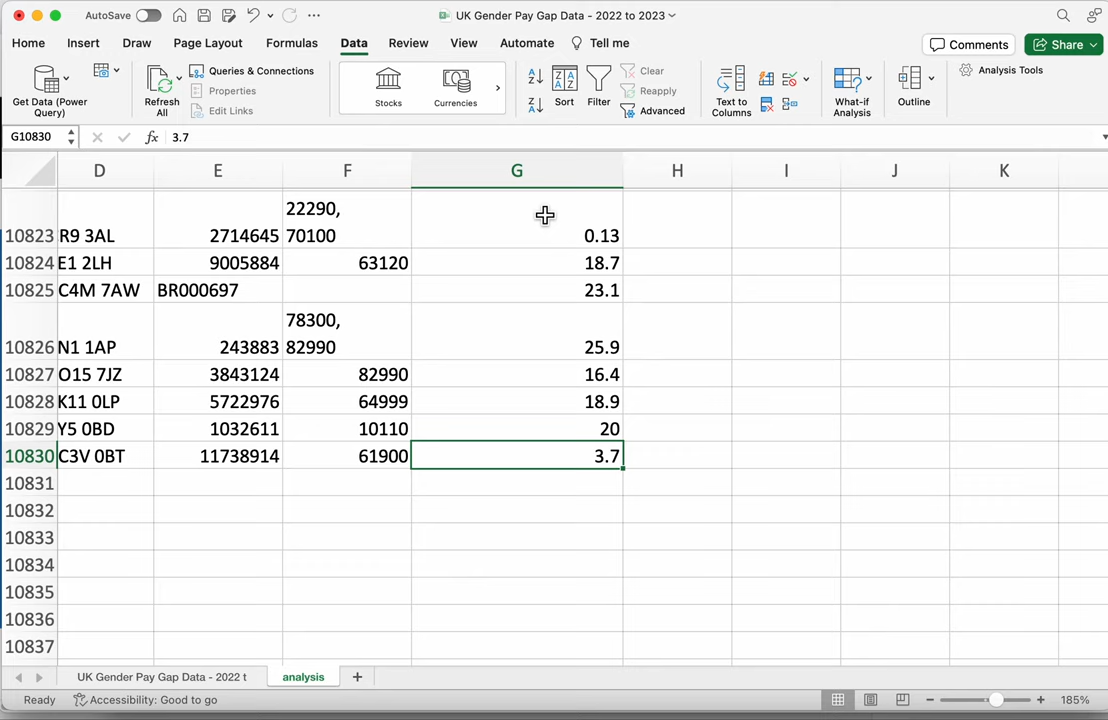 AutoSave
UK Gender Pay Gap Data - 2022 to 2023
Home Insert Draw Page Layout Formulas Data Review View Automate Tell me
Comments Share
Get Data (Power
Query)
Refresh
All
Queries & Connections
Properties
Edit Links
Stocks
Currencies
Sort
Filter
Clear
Reapply
Advanced
Text to
Columns
What-if
Analysis
Outline
Analysis Tools
G10830 fx 3.7
D E F G H I J K
22290,
10823 R9 3AL 2714645 70100 0.13
10824 E1 2LH 9005884 63120 18.7
10825 C4M 7AW BR000697 23.1
78300,
10826 N1 1AP 243883 82990 25.9
10827 O15 7JZ 3843124 82990 16.4
10828 K11 0LP 5722976 64999 18.9
10829 Y5 0BD 1032611 10110 20
10830 C3V 0BT 11738914 61900 3.7
10831
10832
10833
10834
10835
10836
10837
UK Gender Pay Gap Data - 2022 t analysis +
Ready Accessibility: Good to go 185%